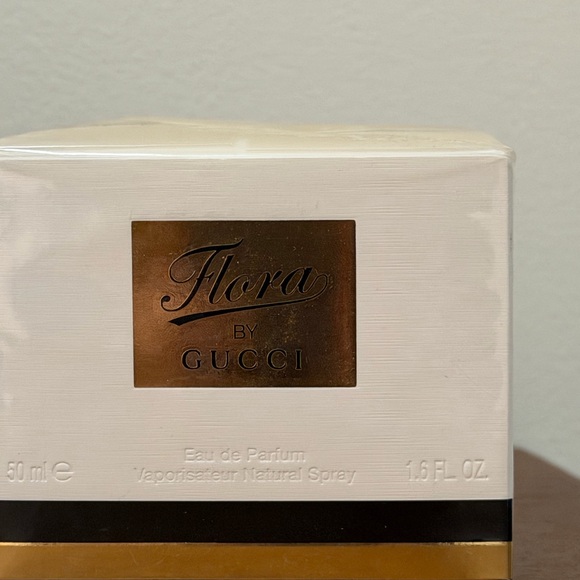 Flora
BY
GUCCI
50 ml e
Eau de Parfum
Vaporisateur Natural Spray
1.6 FL. OZ.